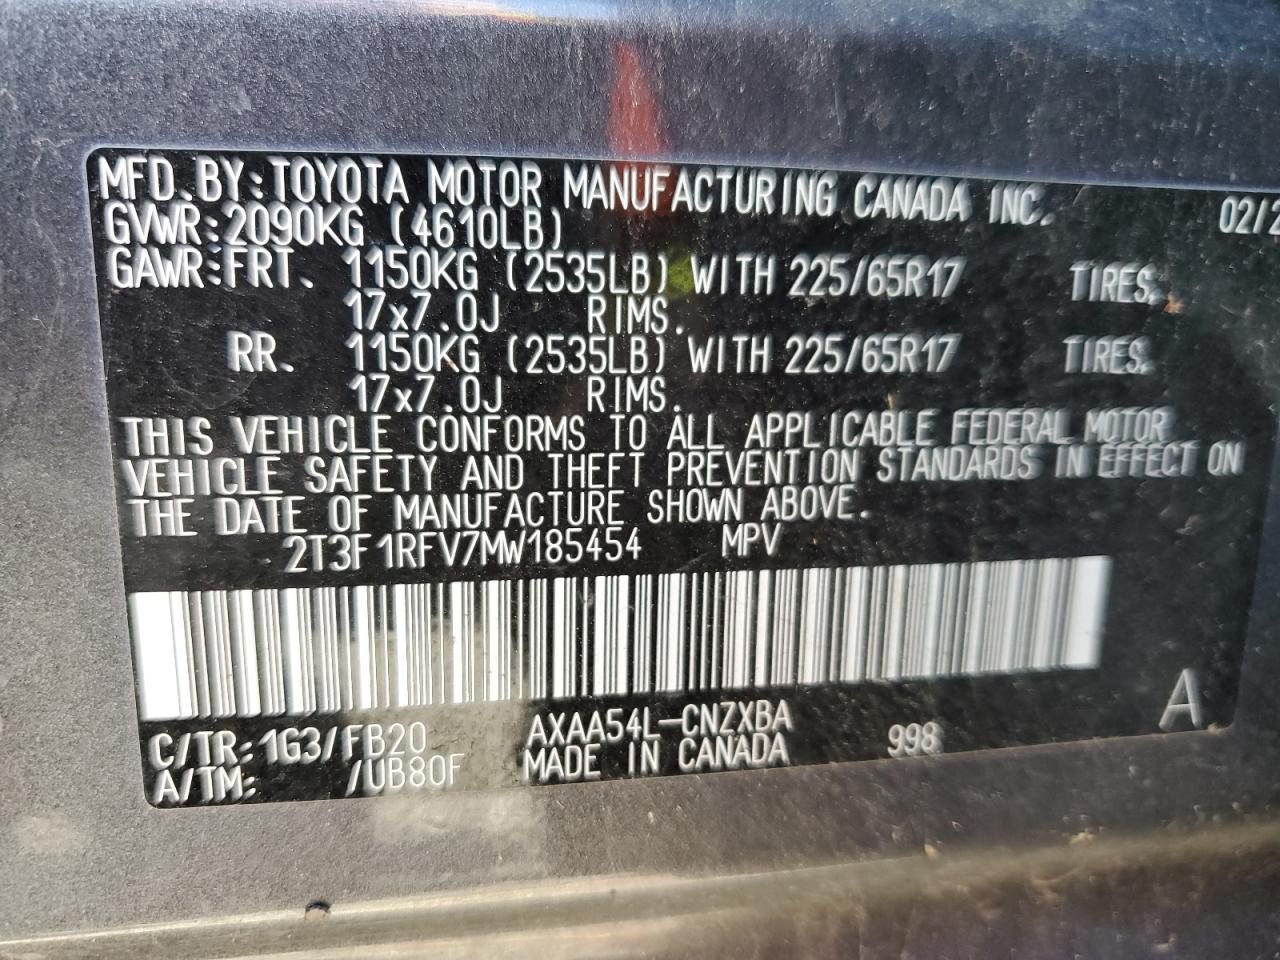 MFD.BY:TOYOTA MOTOR MANUFACTURING CANADA INC. 02/2
GVWR:2090KG (4610LB)
GAWR:FRT. 1150KG (2535LB) WITH 225/65R17 TIRES,
17x7.0J RIMS.
RR. 1150KG (2535LB) WITH 225/65R17 TIRES,
17x7.0J RIMS.
THIS VEHICLE CONFORMS TO ALL APPLICABLE FEDERAL MOTOR
VEHICLE SAFETY AND THEFT PREVENTION STANDARDS IN EFFECT ON
THE DATE OF MANUFACTURE SHOWN ABOVE.
2T3F1RFV7MW185454 MPV
A
C/TR:1G3/FB20 AXAA54L-CNZXBA 998
A/TM: /UB80F MADE IN CANADA